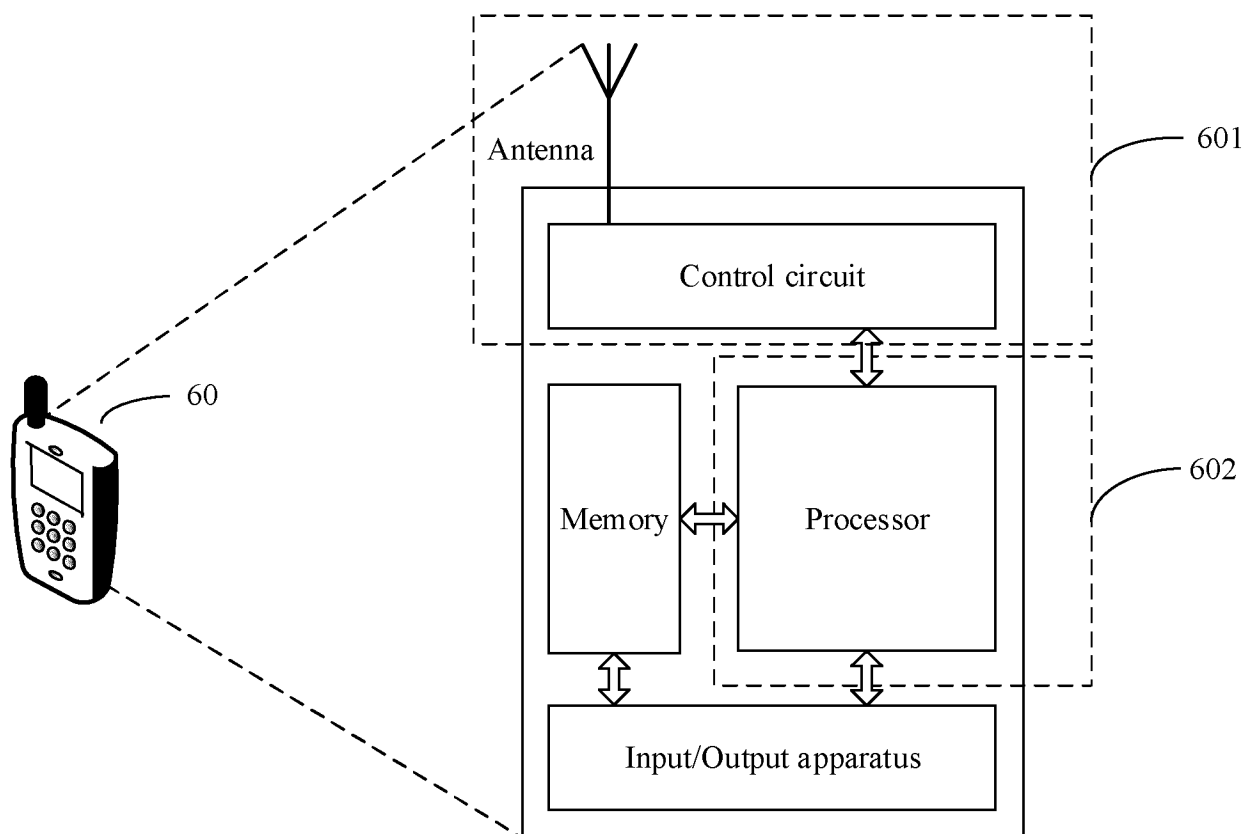 Antenna
601
Control circuit
60
602
Memory
Processor
Input/Output apparatus